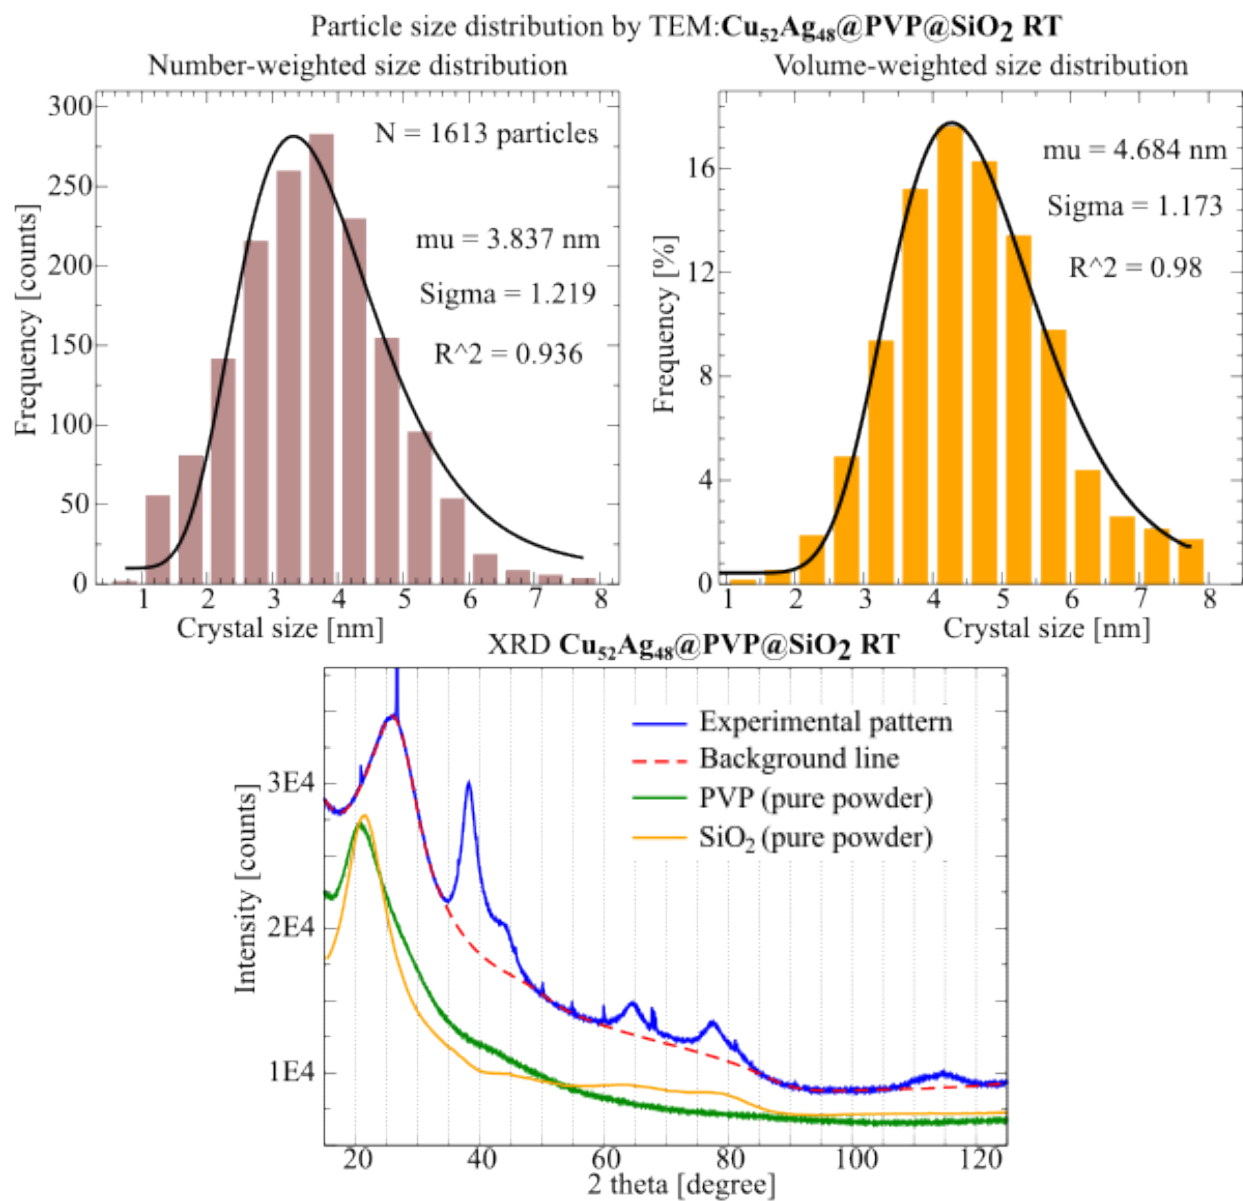 Particle size distribution by TEM:Cu₅₂Ag₄₈@PVP@SiO₂ RT
Number-weighted size distribution
300
250
200
150
100
50
0
Frequency [counts]
N = 1613 particles
mu = 3.837 nm
Sigma = 1.219
R^2 = 0.936
1 2 3 4 5 6 7 8
Crystal size [nm]
Volume-weighted size distribution
16
12
8
4
0
Frequency [%]
mu = 4.684 nm
Sigma = 1.173
R^2 = 0.98
1 2 3 4 5 6 7 8
Crystal size [nm]
XRD Cu₅₂Ag₄₈@PVP@SiO₂ RT
3E4
2E4
1E4
Intensity [counts]
Experimental pattern
Background line
PVP (pure powder)
SiO₂ (pure powder)
20 40 60 80 100 120
2 theta [degree]